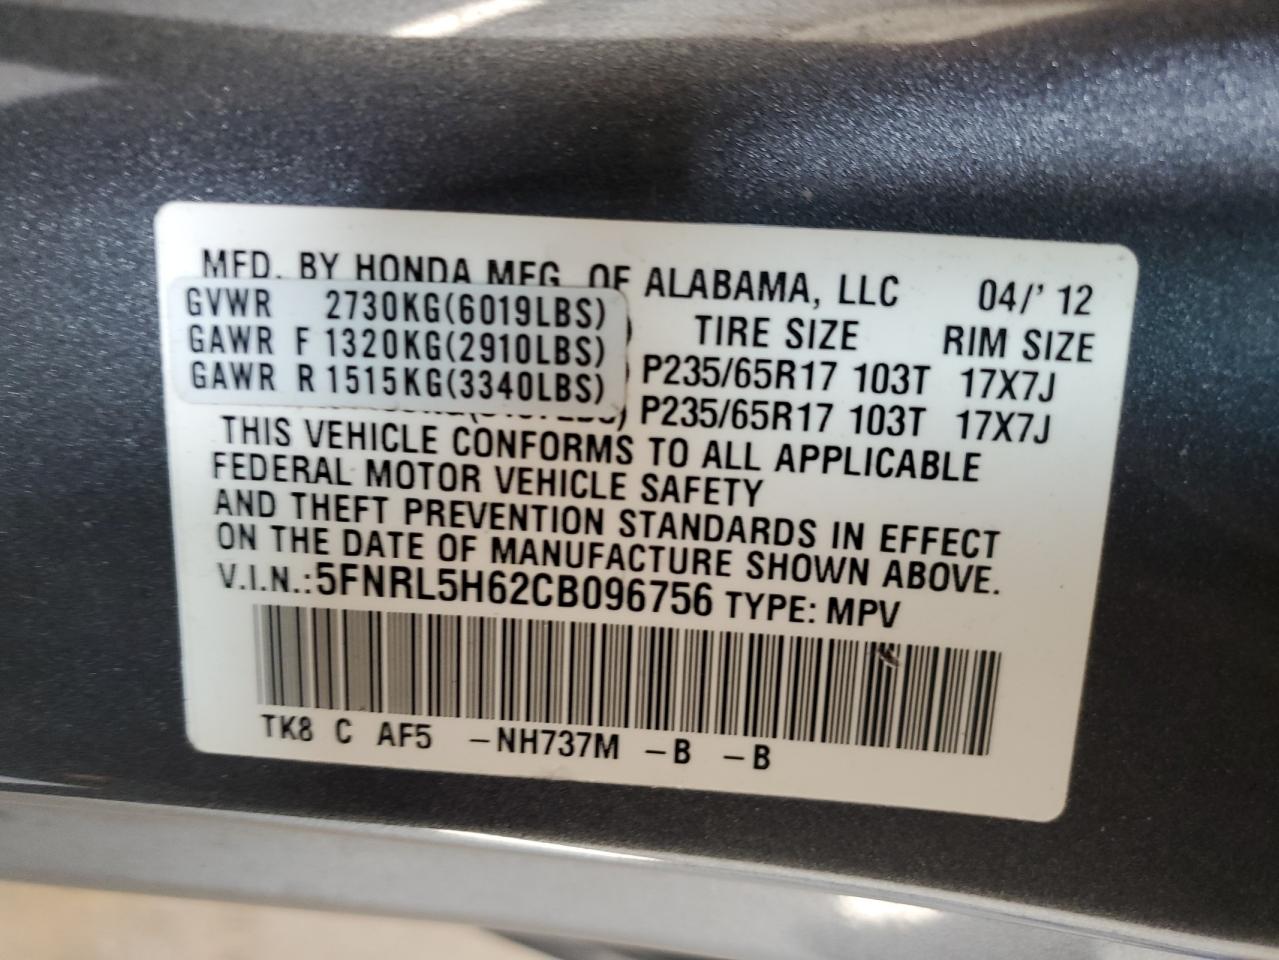 MFD. BY HONDA MFG. OF ALABAMA, LLC 04/' 12
GVWR 2730KG(6019LBS) TIRE SIZE RIM SIZE
GAWR F 1320KG(2910LBS) P235/65R17 103T 17X7J
GAWR R 1515KG(3340LBS) P235/65R17 103T 17X7J
THIS VEHICLE CONFORMS TO ALL APPLICABLE
FEDERAL MOTOR VEHICLE SAFETY
AND THEFT PREVENTION STANDARDS IN EFFECT
ON THE DATE OF MANUFACTURE SHOWN ABOVE.
V.I.N.:5FNRL5H62CB096756 TYPE: MPV
TK8 C AF5 -NH737M -B -B